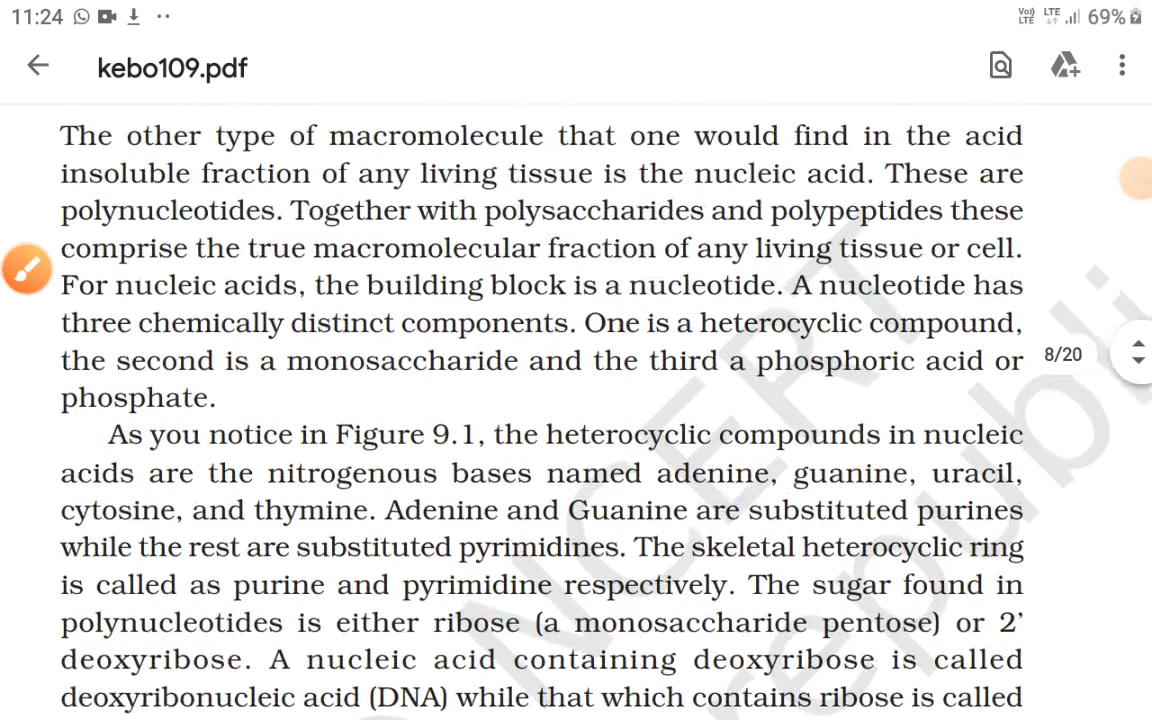 11:24
Vo) LTE LTE 69%
kebo109.pdf
The other type of macromolecule that one would find in the acid
insoluble fraction of any living tissue is the nucleic acid. These are
polynucleotides. Together with polysaccharides and polypeptides these
comprise the true macromolecular fraction of any living tissue or cell.
For nucleic acids, the building block is a nucleotide. A nucleotide has
three chemically distinct components. One is a heterocyclic compound,
the second is a monosaccharide and the third a phosphoric acid or
8/20
phosphate.
As you notice in Figure 9.1, the heterocyclic compounds in nucleic
acids are the nitrogenous bases named adenine, guanine, uracil,
cytosine, and thymine. Adenine and Guanine are substituted purines
while the rest are substituted pyrimidines. The skeletal heterocyclic ring
is called as purine and pyrimidine respectively. The sugar found in
polynucleotides is either ribose (a monosaccharide pentose) or 2’
deoxyribose. A nucleic acid containing deoxyribose is called
deoxyribonucleic acid (DNA) while that which contains ribose is called
NCERT
republi